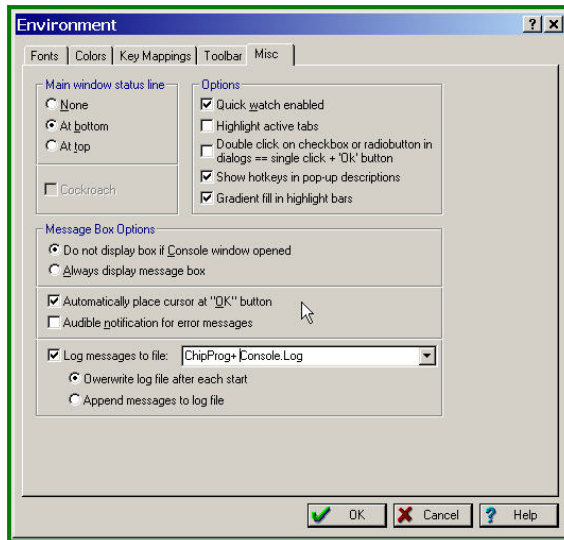 Environment
Fonts
Colors
Key Mappings
Toolbar
Misc
Main window status line
None
At bottom
At top
Cockroach
Options
Quick watch enabled
Highlight active tabs
Double click on checkbox or radiobutton in
dialogs == single click + 'Ok' button
Show hotkeys in pop-up descriptions
Gradient fill in highlight bars
Message Box Options
Do not display box if Console window opened
Always display message box
Automatically place cursor at "OK" button
Audible notification for error messages
Log messages to file:
ChipProg+ Console.Log
Owerwrite log file after each start
Append messages to log file
OK
Cancel
Help